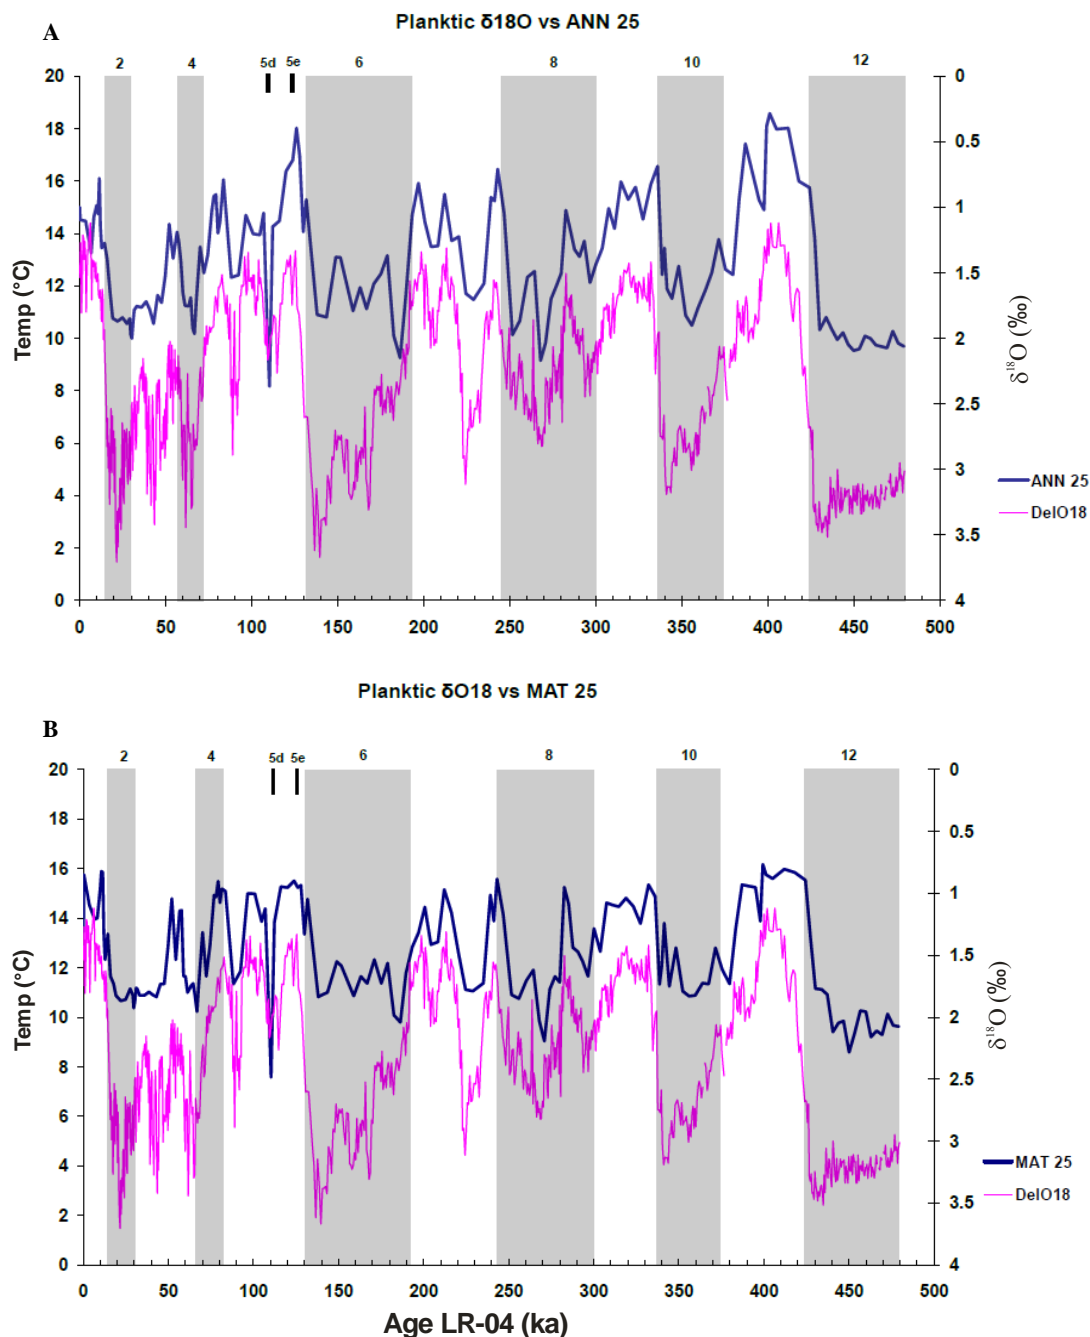 A
Planktic δ18O vs ANN 25
2 4 5d 5e 6 8 10 12
20 0
18
0.5
16
14 1
12 1.5
10 2
8
2.5
6
4 3
2 3.5
0 4
Temp (°C)
δ18O (‰)
ANN 25
DelO18
0 50 100 150 200 250 300 350 400 450 500
Planktic δO18 vs MAT 25
B
2 4 5d 5e 6 8 10 12
20 0
18
0.5
16
14 1
12 1.5
10 2
8
2.5
6
4 3
2 3.5
0 4
Temp (°C)
δ18O (‰)
MAT 25
DelO18
0 50 100 150 200 250 300 350 400 450 500
Age LR-04 (ka)